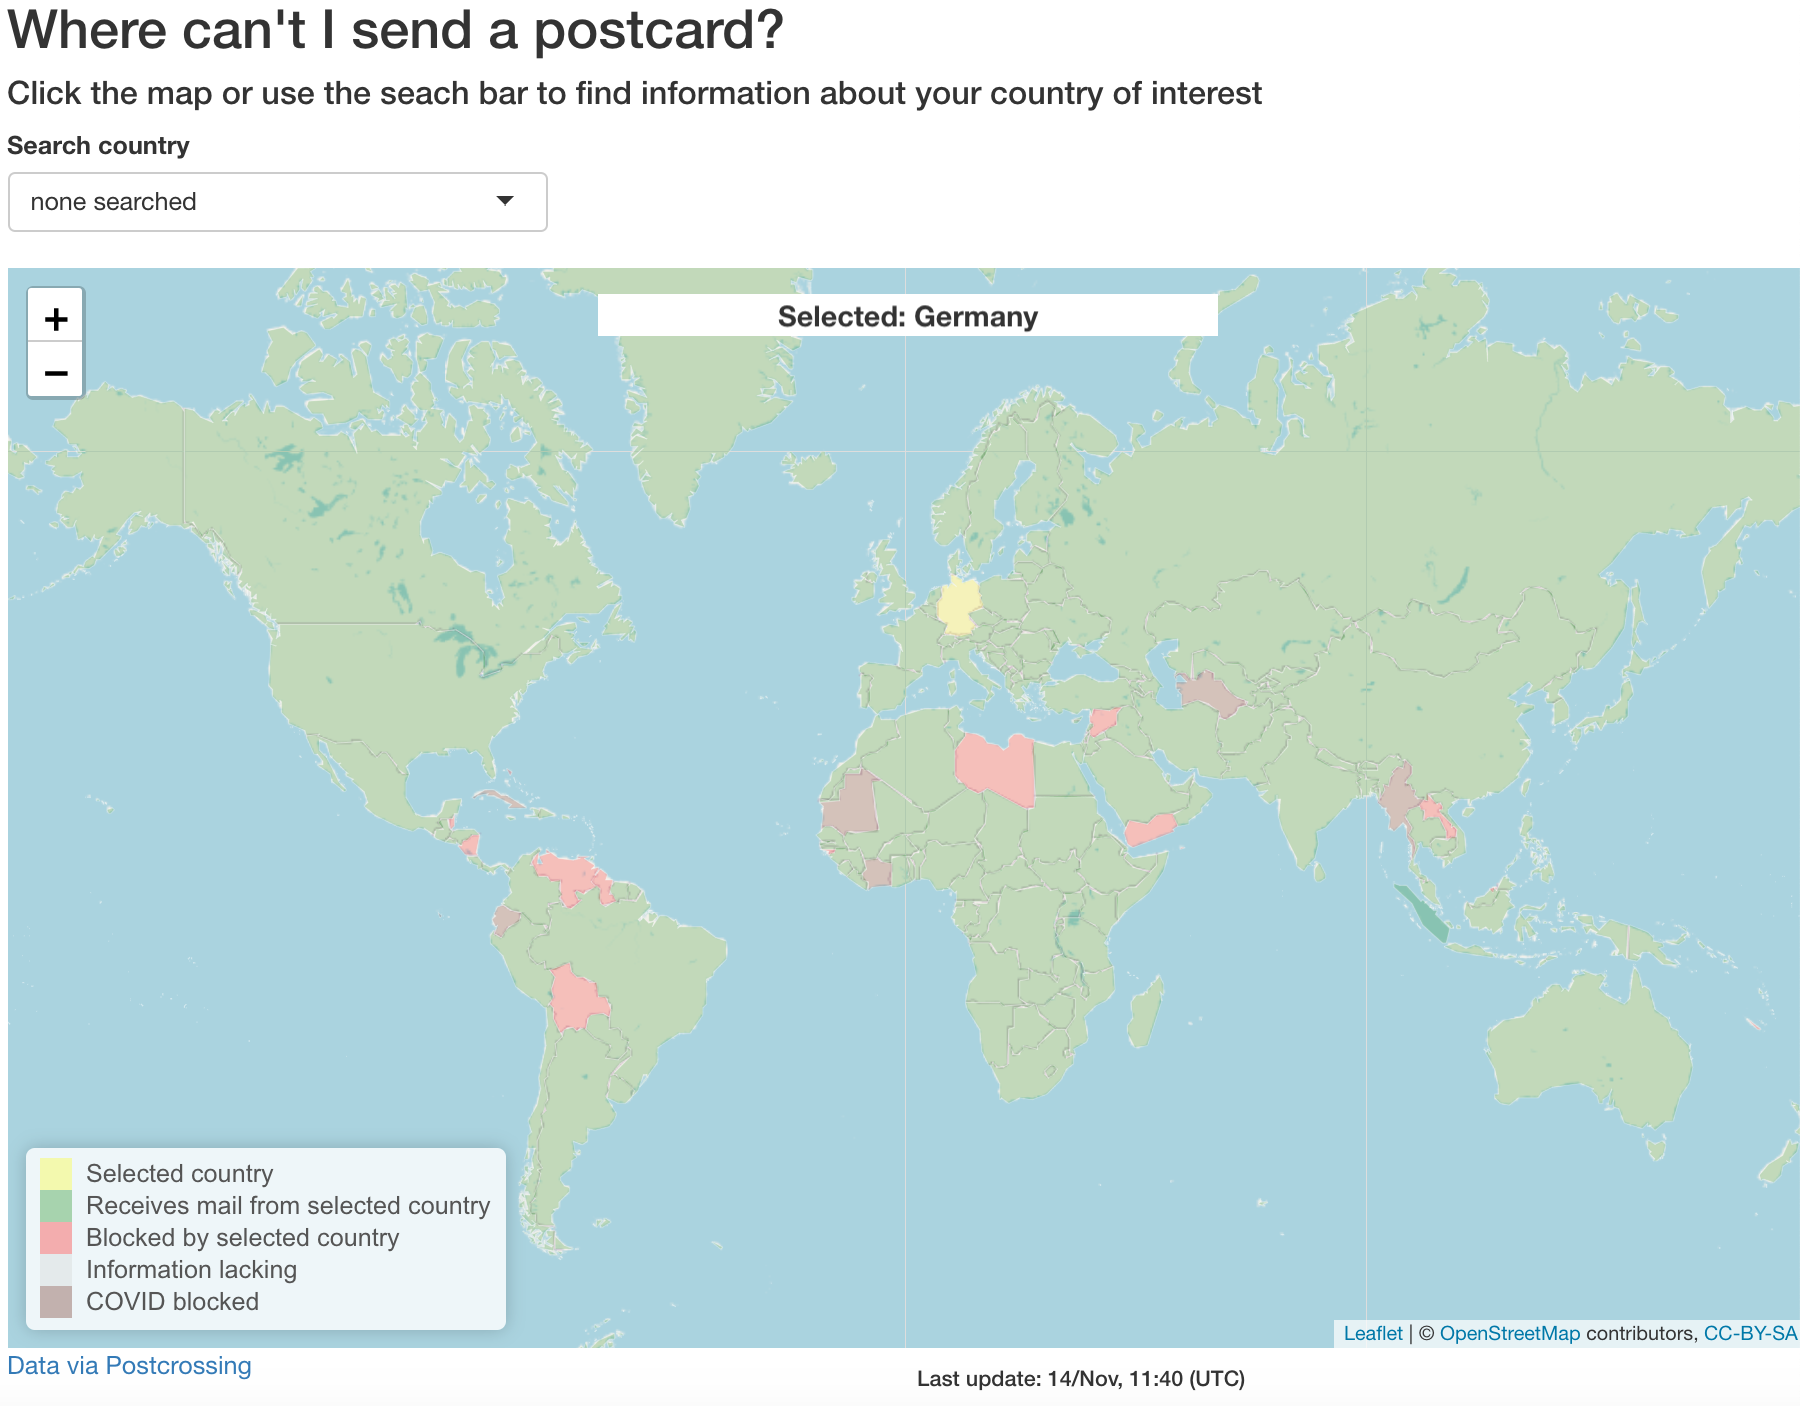 Where can't I send a postcard?
Click the map or use the seach bar to find information about your country of interest
Search country
none searched
+
−
Selected: Germany
Selected country
Receives mail from selected country
Blocked by selected country
Information lacking
COVID blocked
Leaflet | © OpenStreetMap contributors, CC-BY-SA
Data via Postcrossing
Last update: 14/Nov, 11:40 (UTC)